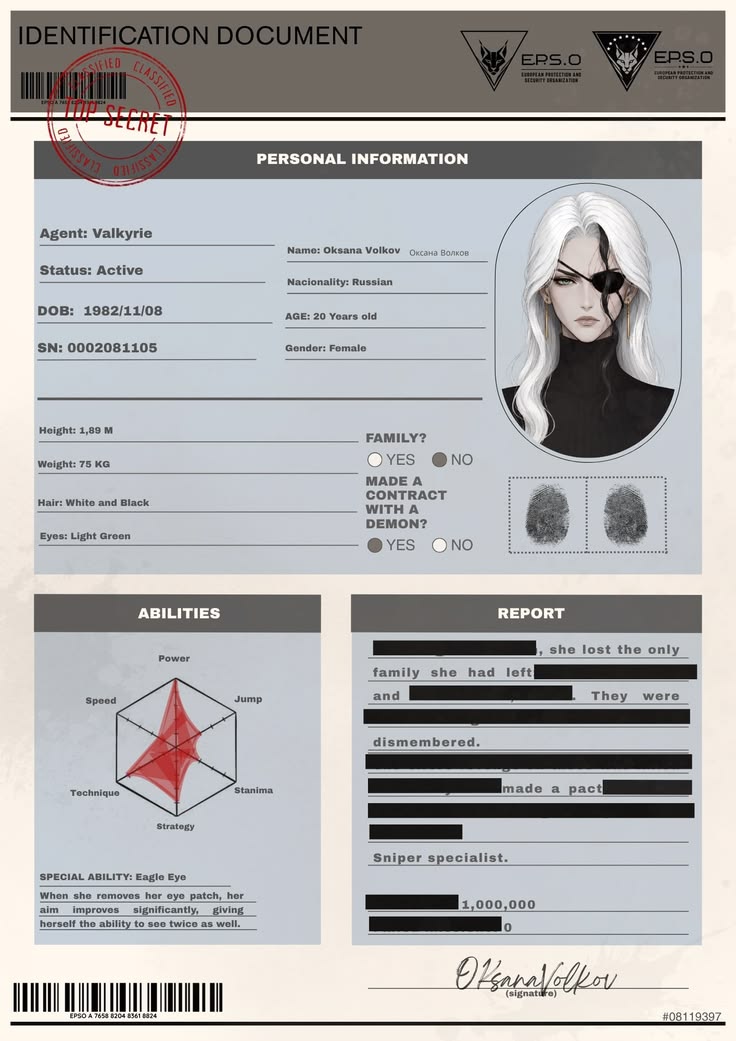 IDENTIFICATION DOCUMENT
EPS.O
EUROPEAN PROTECTION AND
SECURITY ORGANIZATION
EPS.O
EUROPEAN PROTECTION AND
SECURITY ORGANIZATION
CLASSIFIED CLASSIFIED
TOP SECRET
CLASSIFIED CLASSIFIED
PERSONAL INFORMATION
Agent: Valkyrie
Status: Active
DOB: 1982/11/08
SN: 0002081105
Name: Oksana Volkov Оксана Волков
Nacionality: Russian
AGE: 20 Years old
Gender: Female
Height: 1,89 M
Weight: 75 KG
Hair: White and Black
Eyes: Light Green
FAMILY?
YES NO
MADE A
CONTRACT
WITH A
DEMON?
YES NO
ABILITIES
Power
Jump
Stanima
Strategy
Technique
Speed
SPECIAL ABILITY: Eagle Eye
When she removes her eye patch, her
aim improves significantly, giving
herself the ability to see twice as well.
REPORT
, she lost the only
family she had left
and . They were
dismembered.
made a pact
Sniper specialist.
1,000,000
0
Oksana Volkov
(signature)
EPSO A 7658 8204 8361 8824
#08119397